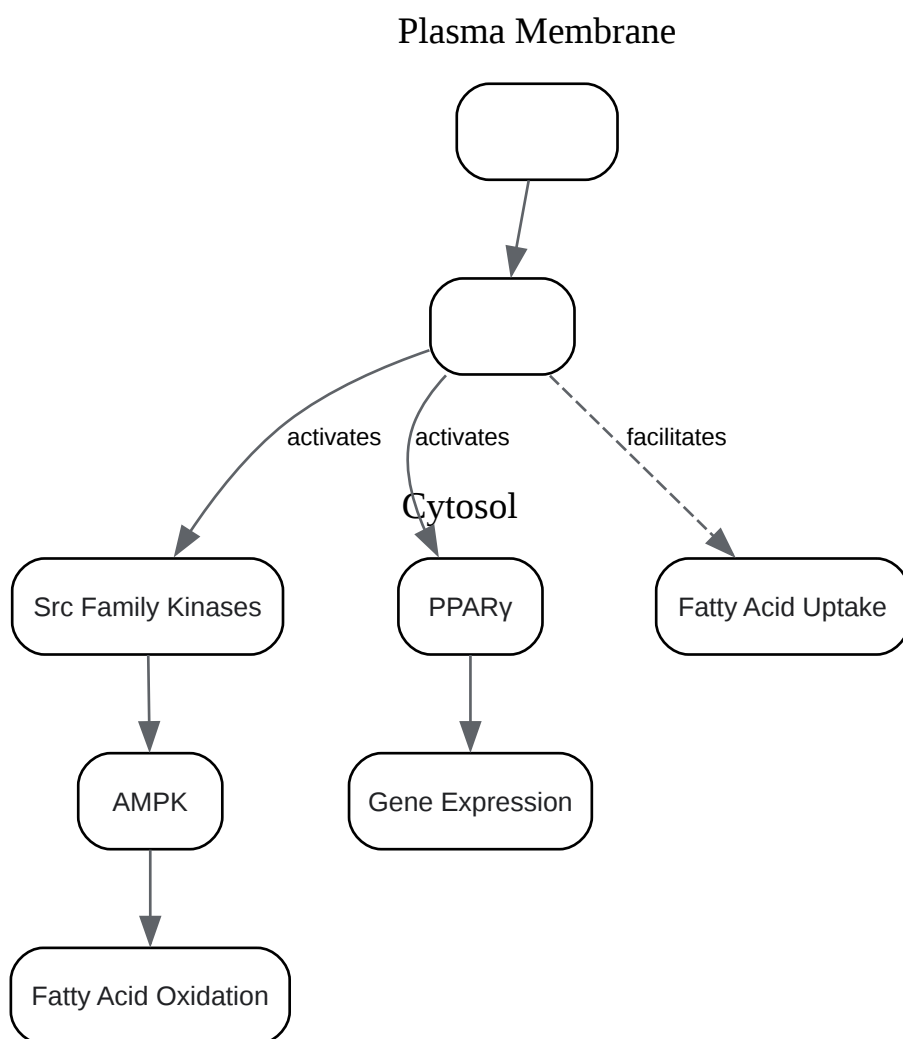 Plasma Membrane
activates
activates
facilitates
Cytosol
Src Family Kinases
PPARγ
Fatty Acid Uptake
AMPK
Gene Expression
Fatty Acid Oxidation